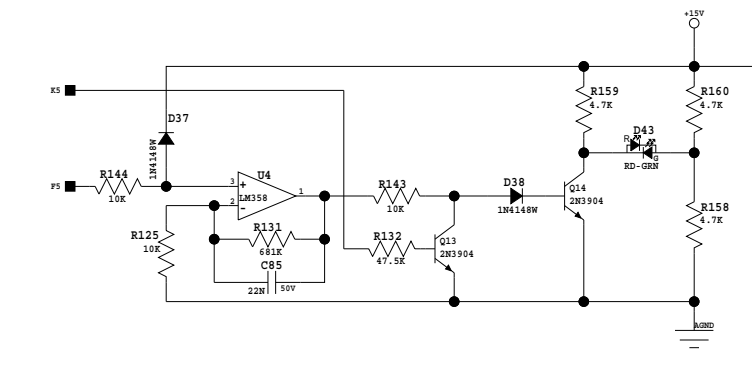 +15V
K5
R159
4.7K
R160
4.7K
D37
1N4148W
D43
R
G
RD-GRN
P5
R144
10K
3
+
U4
LM358
1
2
-
R143
10K
D38
1N4148W
Q14
2N3904
R158
4.7K
R125
10K
R131
681K
R132
47.5K
Q13
2N3904
C85
22N
50V
AGND